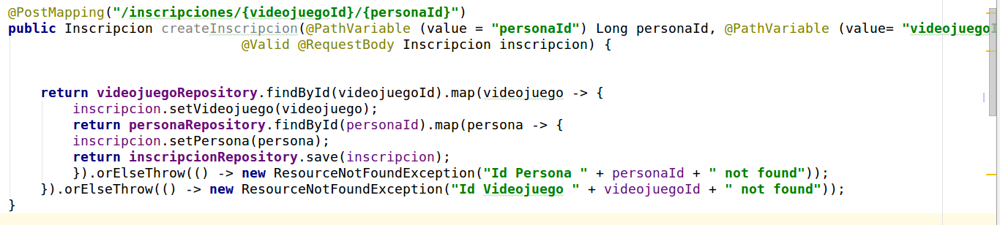 @PostMapping("/inscripciones/{videojuegoId}/{personaId}")
public Inscripcion createInscripcion(@PathVariable (value = "personaId") Long personaId, @PathVariable (value= "videojuegoI
@Valid @RequestBody Inscripcion inscripcion) {
return videojuegoRepository.findById(videojuegoId).map(videojuego -> {
inscripcion.setVideojuego(videojuego);
return personaRepository.findById(personaId).map(persona -> {
inscripcion.setPersona(persona);
return inscripcionRepository.save(inscripcion);
}).orElseThrow(() -> new ResourceNotFoundException("Id Persona " + personaId + " not found"));
}).orElseThrow(() -> new ResourceNotFoundException("Id Videojuego " + videojuegoId + " not found"));
}